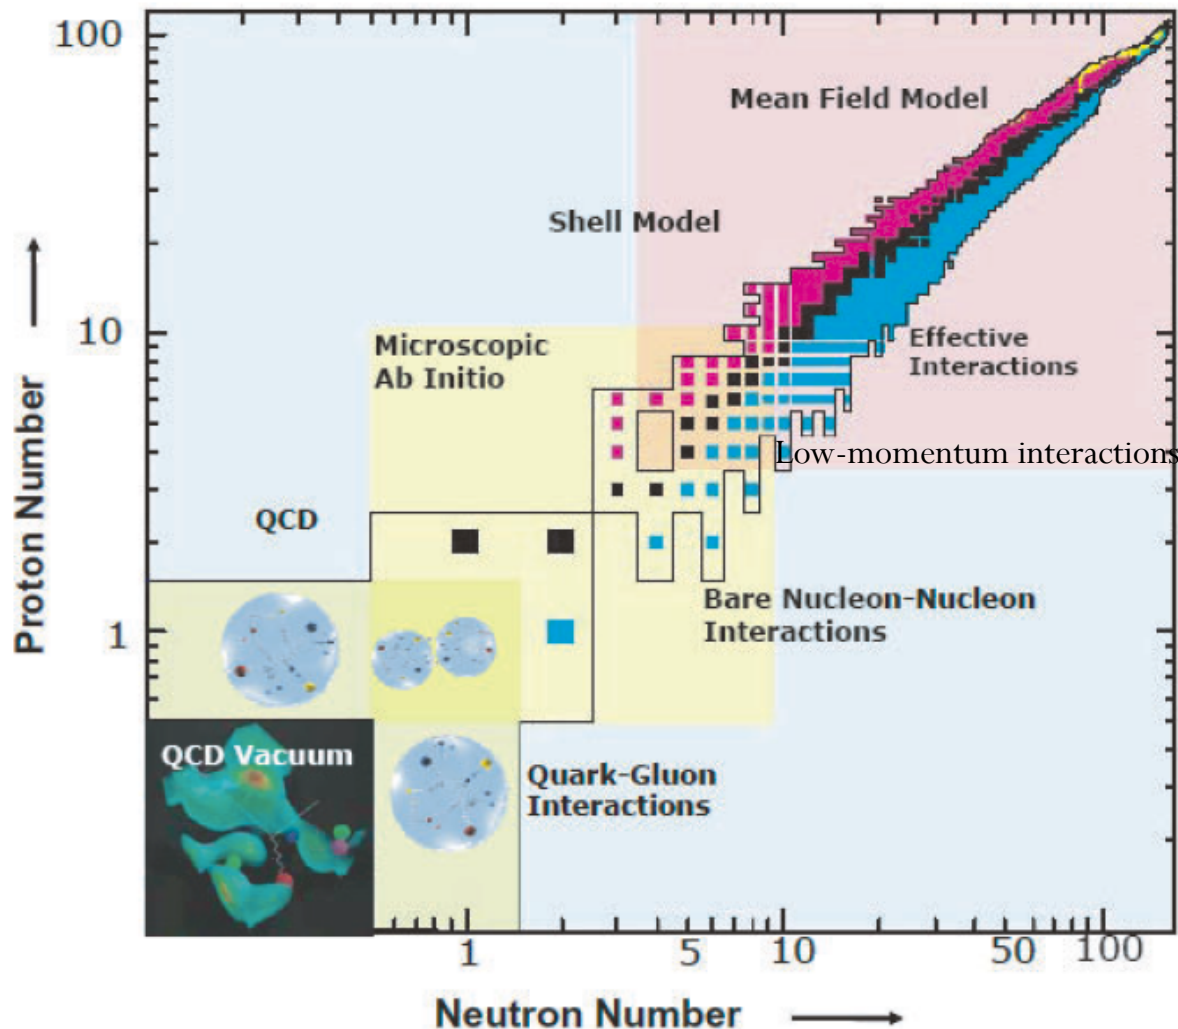 100
Mean Field Model
Shell Model
10
Microscopic
Ab Initio
Effective
Interactions
Low-momentum interactions
QCD
Bare Nucleon-Nucleon
Interactions
1
QCD Vacuum
Quark-Gluon
Interactions
Proton Number
1
5
10
50
100
Neutron Number